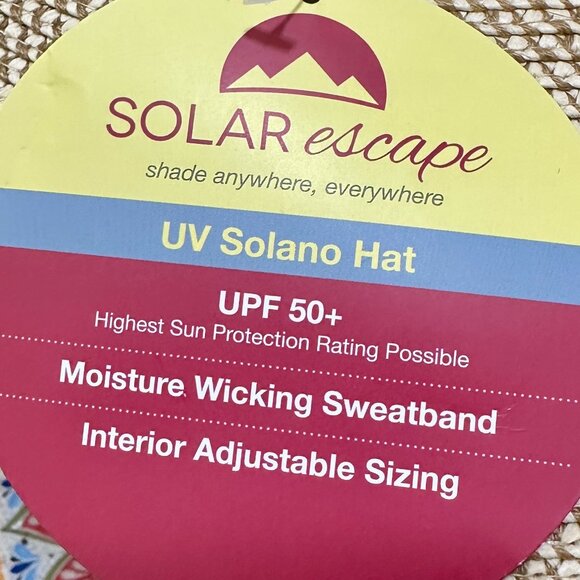 SOLAR escape
shade anywhere, everywhere
UV Solano Hat
UPF 50+
Highest Sun Protection Rating Possible
Moisture Wicking Sweatband
Interior Adjustable Sizing